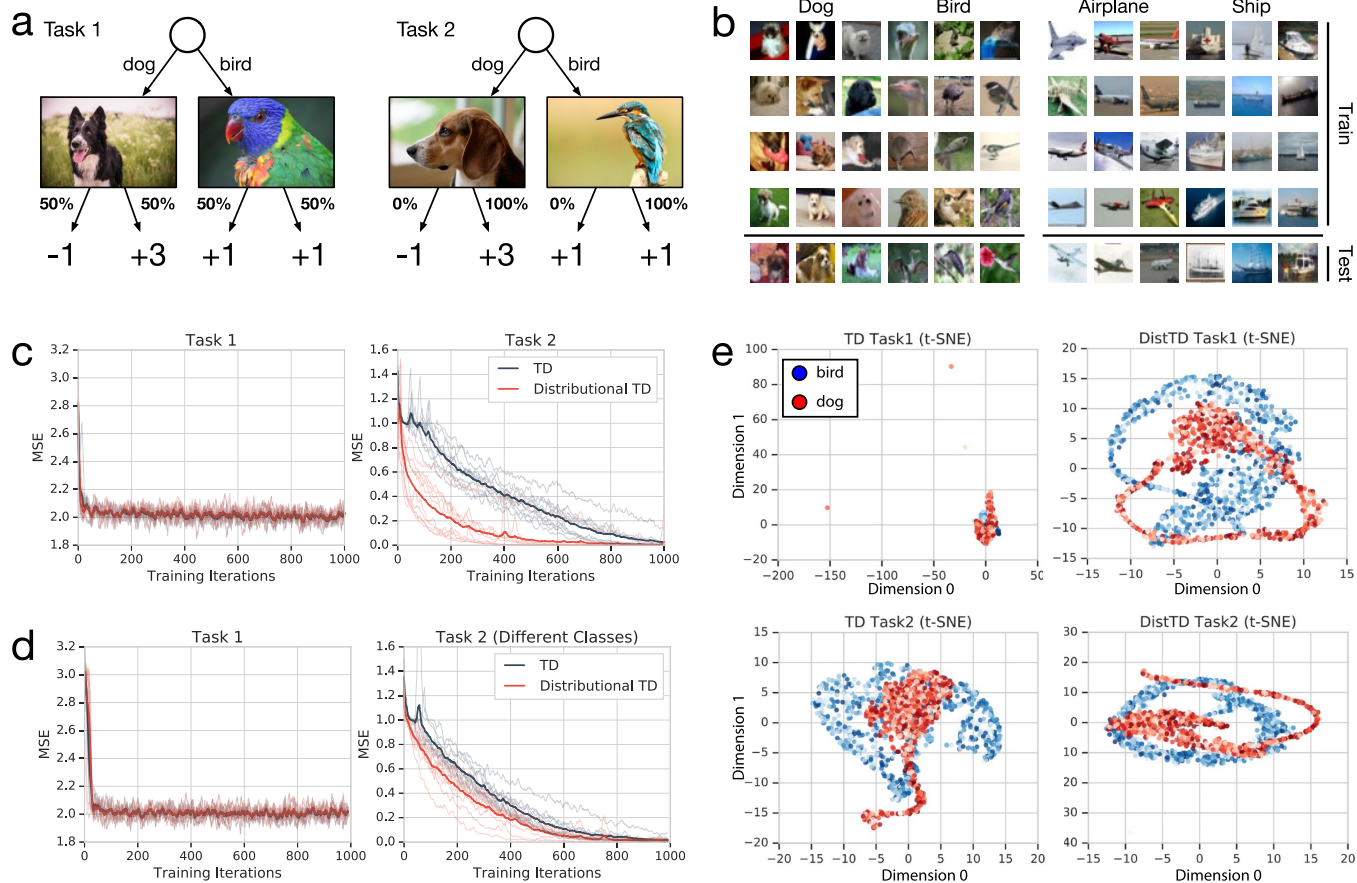 a
Task 1
dog
bird
50%
50%
50%
50%
-1
+3
+1
+1
Task 2
dog
bird
0%
100%
0%
100%
-1
+3
+1
+1
b
Dog
Bird
Airplane
Ship
Train
Test
c
Task 1
MSE
3.2
3.0
2.8
2.6
2.4
2.2
2.0
1.8
0 200 400 600 800 1000
Training Iterations
Task 2
TD
Distributional TD
MSE
1.6
1.4
1.2
1.0
0.8
0.6
0.4
0.2
0.0
0 200 400 600 800 1000
Training Iterations
d
Task 1
MSE
3.2
3.0
2.8
2.6
2.4
2.2
2.0
1.8
0 200 400 600 800 1000
Training Iterations
Task 2 (Different Classes)
TD
Distributional TD
MSE
1.6
1.4
1.2
1.0
0.8
0.6
0.4
0.2
0.0
0 200 400 600 800 1000
Training Iterations
e
TD Task1 (t-SNE)
bird
dog
Dimension 1
100
80
60
40
20
0
−20
−200 −150 −100 −50 0 50
Dimension 0
DistTD Task1 (t-SNE)
20
15
10
5
0
−5
−10
−15
−15 −10 −5 0 5 10 15
Dimension 0
TD Task2 (t-SNE)
Dimension 1
15
10
5
0
−5
−10
−15
−20
−20 −15 −10 −5 0 5 10 15 20
Dimension 0
DistTD Task2 (t-SNE)
30
20
10
0
10
20
30
40
−15 −10 −5 0 5 10 15 20
Dimension 0